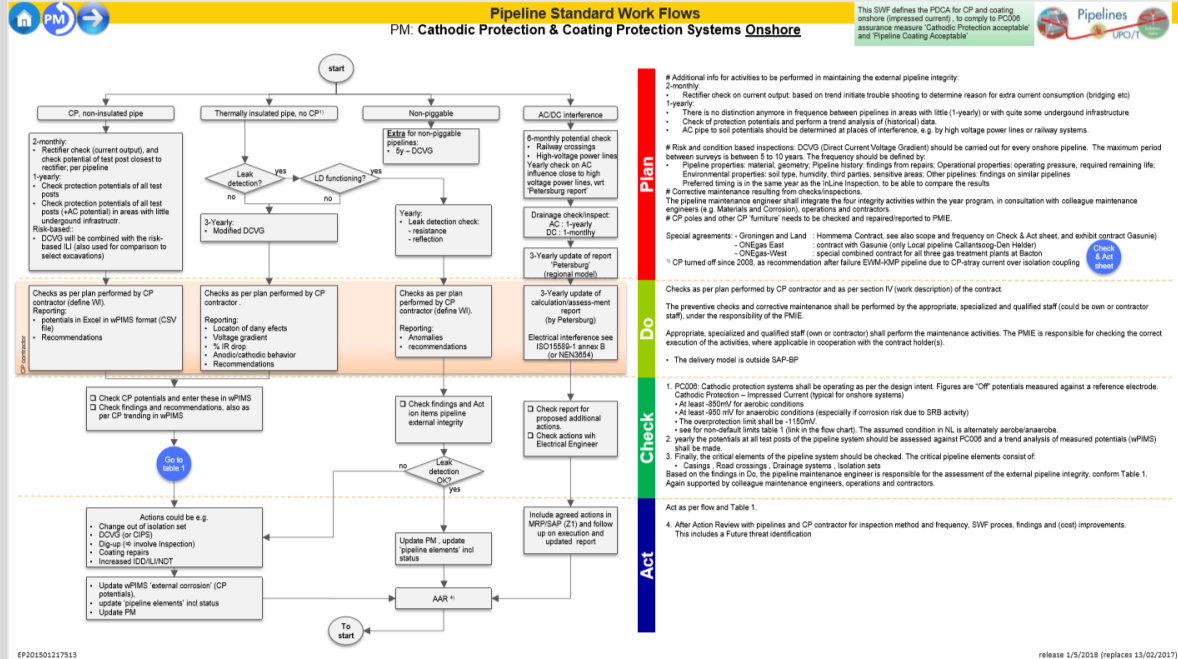 PM
Pipeline Standard Work Flows
PM: Cathodic Protection & Coating Protection Systems Onshore
This SWF defines the PDCA for CP and coating
onshore (impressed current) , to comply to PC006
assurance measure 'Cathodic Protection acceptable'
and 'Pipeline Coating Acceptable'
Pipelines
UPO/T
start
CP, non-insulated pipe
Thermally insulated pipe, no CP¹⁾
Non-piggable
AC/DC interference
2-monthly:
• Rectifier check (current output), and
check potential of test post closest to
rectifier, per pipeline
1-yearly:
• Check protection potentials of all test
posts
• Check protection potentials of all test
posts (+AC potential) in areas with little
undergound infrastructr.
Risk-based::
• DCVG will be combined with the risk-
based ILI (also used for comparison to
select excavations)
Leak
detection?
yes
no
LD functioning?
yes
no
3-Yearly:
• Modified DCVG
Extra for non-piggable
pipelines:
• 5y – DCVG
Yearly:
• Leak detection check:
- resistance
- reflection
6-monthly potential check
• Railway crossings
• High-voltage power lines
Yearly check on AC
influence close to high
voltage power lines, wrt
'Petersburg report'
Drainage check/inspect:
AC : 1-yearly
DC : 1-monthy
3-Yearly update of report
'Petersburg'
(regional model)
CP contractor
Checks as per plan performed by CP
contractor (define WI).
Reporting:
• potentials in Excel in wPIMS format (CSV
file)
• Recommendations
Checks as per plan performed by CP
contractor .
Reporting:
• Locaton of dany efects
• Voltage gradient
• % IR drop
• Anodic/cathodic behavior
• Recommendations
Checks as per plan
performed by CP
contractor (define WI).
Reporting:
• Anomalies
• recommendations
3-Yearly update of
calculation/assess-ment
report
(by Petersburg)
Electrical interference see
ISO15589-1 annex B
(or NEN3654)
❑ Check CP potentials and enter these in wPIMS
❑ Check findings and recommendations, also as
per CP trending in wPIMS
Go to
table 1
❑ Check findings and Act
ion items pipeline
external integrity
❑ Check report for
proposed additional
actions.
❑ Check actions wih
Electrical Engineer
no
Leak
detection
OK?
yes
Actions could be e.g.
• Change out of isolation set
• DCVG (or CIPS)
• Dig-up (⇨ involve Inspection)
• Coating repairs
• Increased IDD/ILI/NDT
Update PM , update
'pipeline elements' incl
status
Include agreed actions in
MRP/SAP (Z1) and follow
up on execution and
updated report
• Update wPIMS 'external corrosion' (CP
potentials),
• update 'pipeline elements' incl status
• Update PM
AAR ⁴⁾
To
start
Plan
# Additional info for activities to be performed in maintaining the external pipeline integrity:
2-monthy:
• Rectifier check on current output: based on trend initiate trouble shooting to determine reason for extra current consumption (bridging etc)
1-yearly:
• There is no distinction anymore in frequency between pipelines in areas with little (1-yearly) or with quite some undergound infrastructure
• Check of protection potentials and perform a trend analysis of (historical) data.
• AC pipe to soil potentials should be determined at places of interference, e.g. by high voltage power lines or railway systems.
# Risk and condition based inspections: DCVG (Direct Current Voltage Gradient) should be carried out for every onshore pipeline. The maximum period
between surveys is between 5 to 10 years. The frequency should be defined by:
• Pipeline properties: material, geometry; Pipeline history: findings from repairs; Operational properties: operating pressure, required remaining life;
Environmental properties: soil type, humidity, third parties, sensitive areas; Other pipelines: findings on similar pipelines
Preferred timing is in the same year as the InLine Inspection, to be able to compare the results
# Corrective maintenance resulting from checks/inspections.
The pipeline maintenance engineer shall integrate the four integrity activities within the year program, in consultation with colleague maintenance
engineers (e.g. Materials and Corrosion), operations and contractors.
# CP poles and other CP 'furniture' needs to be checked and repaired/reported to PMIE.
Special agreements: - Groningen and Land : Hommema Contract, see also scope and frequency on Check & Act sheet, and exhibit contract Gasunie)
- ONEgas East : contract with Gasunie (only Local pipeline Callantsoog-Den Helder)
- ONEgas-West : special combined contract for all three gas treatment plants at Bacton
¹⁾ CP turned off since 2008, as recommendation after failure EWM-KMP pipeline due to CP-stray current over isolation coupling
Check
& Act
sheet
Do
Checks as per plan performed by CP contractor and as per section IV (work description) of the contract.
The preventive checks and corrective maintenance shall be performed by the appropriate, specialized and qualified staff (could be own or contractor
staff), under the responsibility of the PMIE.
Appropriate, specialized and qualified staff (own or contractor) shall perform the maintenance activities. The PMIE is responsible for checking the correct
execution of the activities, where applicable in cooperation with the contract holder(s).
• The delivery model is outside SAP-BP
Check
1. PC006: Cathodic protection systems shall be operating as per the design intent. Figures are "Off" potentials measured against a reference electrode.
Cathodic Protection – Impressed Current (typical for onshore systems)
• At least -850mV for aerobic conditions
• At least -950 mV for anaerobic conditions (especially if corrosion risk due to SRB activity)
• The overprotection limit shall be -1150mV.
• see for non-default limits table 1 (link in the flow chart). The assumed condition in NL is alternately aerobe/anaerobe.
2. yearly the potentials at all test posts of the pipeline system should be assessed against PC006 and a trend analysis of measured potentials (wPIMS)
shall be made.
3. Finally, the critical elements of the pipeline system should be checked. The critical pipeline elements consist of:
• Casings , Road crossings , Drainage systems , Isolation sets
Based on the findings in Do, the pipeline maintenance engineer is responsible for the assessment of the external pipeline integrity, conform Table 1.
Again supported by colleague maintenance engineers, operations and contractors.
Act
Act as per flow and Table 1.
4. After Action Review with pipelines and CP contractor for inspection method and frequency, SWF proces, findings and (cost) improvements.
This includes a Future threat identification
EP201501217513
release 1/5/2018 (replaces 13/02/2017)